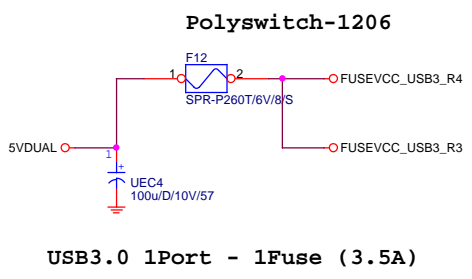 Polyswitch-1206
F12
1
2
FUSEVCC_USB3_R4
SPR-P260T/6V/8/S
5VDUAL
FUSEVCC_USB3_R3
1
+
UEC4
100u/D/10V/57
USB3.0 1Port - 1Fuse (3.5A)